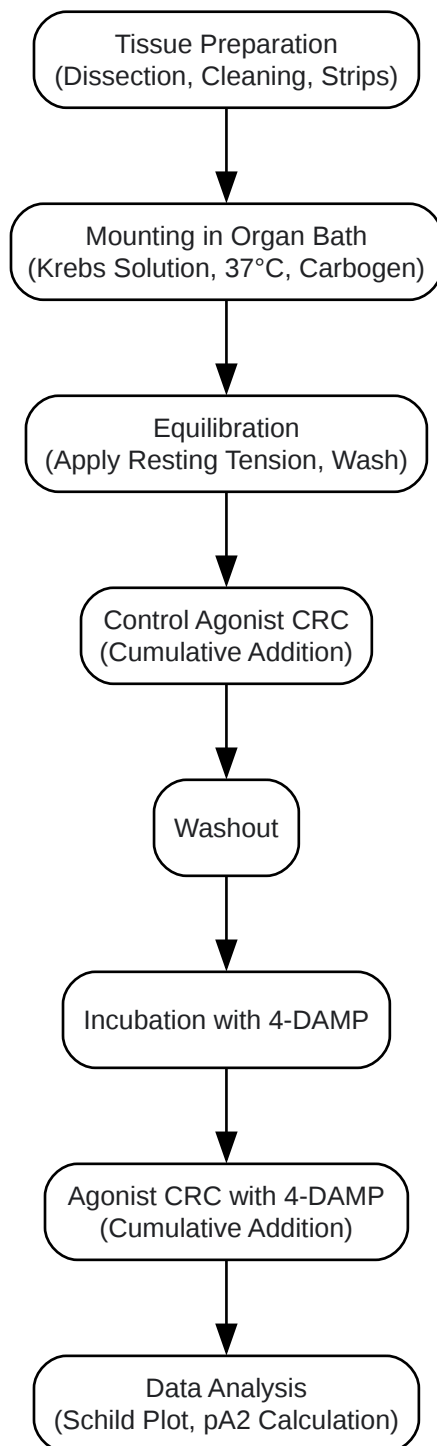 Tissue Preparation
(Dissection, Cleaning, Strips)
Mounting in Organ Bath
(Krebs Solution, 37°C, Carbogen)
Equilibration
(Apply Resting Tension, Wash)
Control Agonist CRC
(Cumulative Addition)
Washout
Incubation with 4-DAMP
Agonist CRC with 4-DAMP
(Cumulative Addition)
Data Analysis
(Schild Plot, pA2 Calculation)